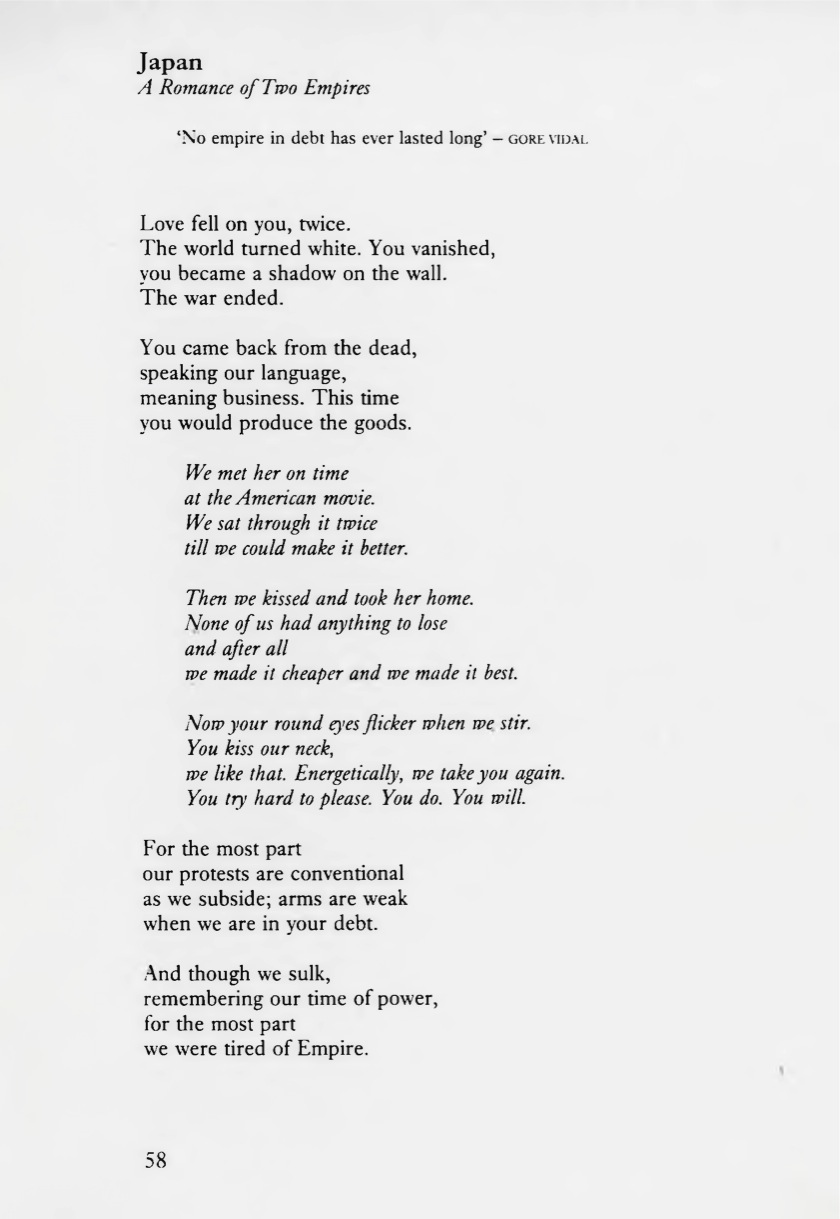 Japan
A Romance of Two Empires
‘No empire in debt has ever lasted long’ – GORE VIDAL
Love fell on you, twice.
The world turned white. You vanished,
you became a shadow on the wall.
The war ended.
You came back from the dead,
speaking our language,
meaning business. This time
you would produce the goods.
We met her on time
at the American movie.
We sat through it twice
till we could make it better.
Then we kissed and took her home.
None of us had anything to lose
and after all
we made it cheaper and we made it best.
Now your round eyes flicker when we stir.
You kiss our neck,
we like that. Energetically, we take you again.
You try hard to please. You do. You will.
For the most part
our protests are conventional
as we subside; arms are weak
when we are in your debt.
And though we sulk,
remembering our time of power,
for the most part
we were tired of Empire.
58